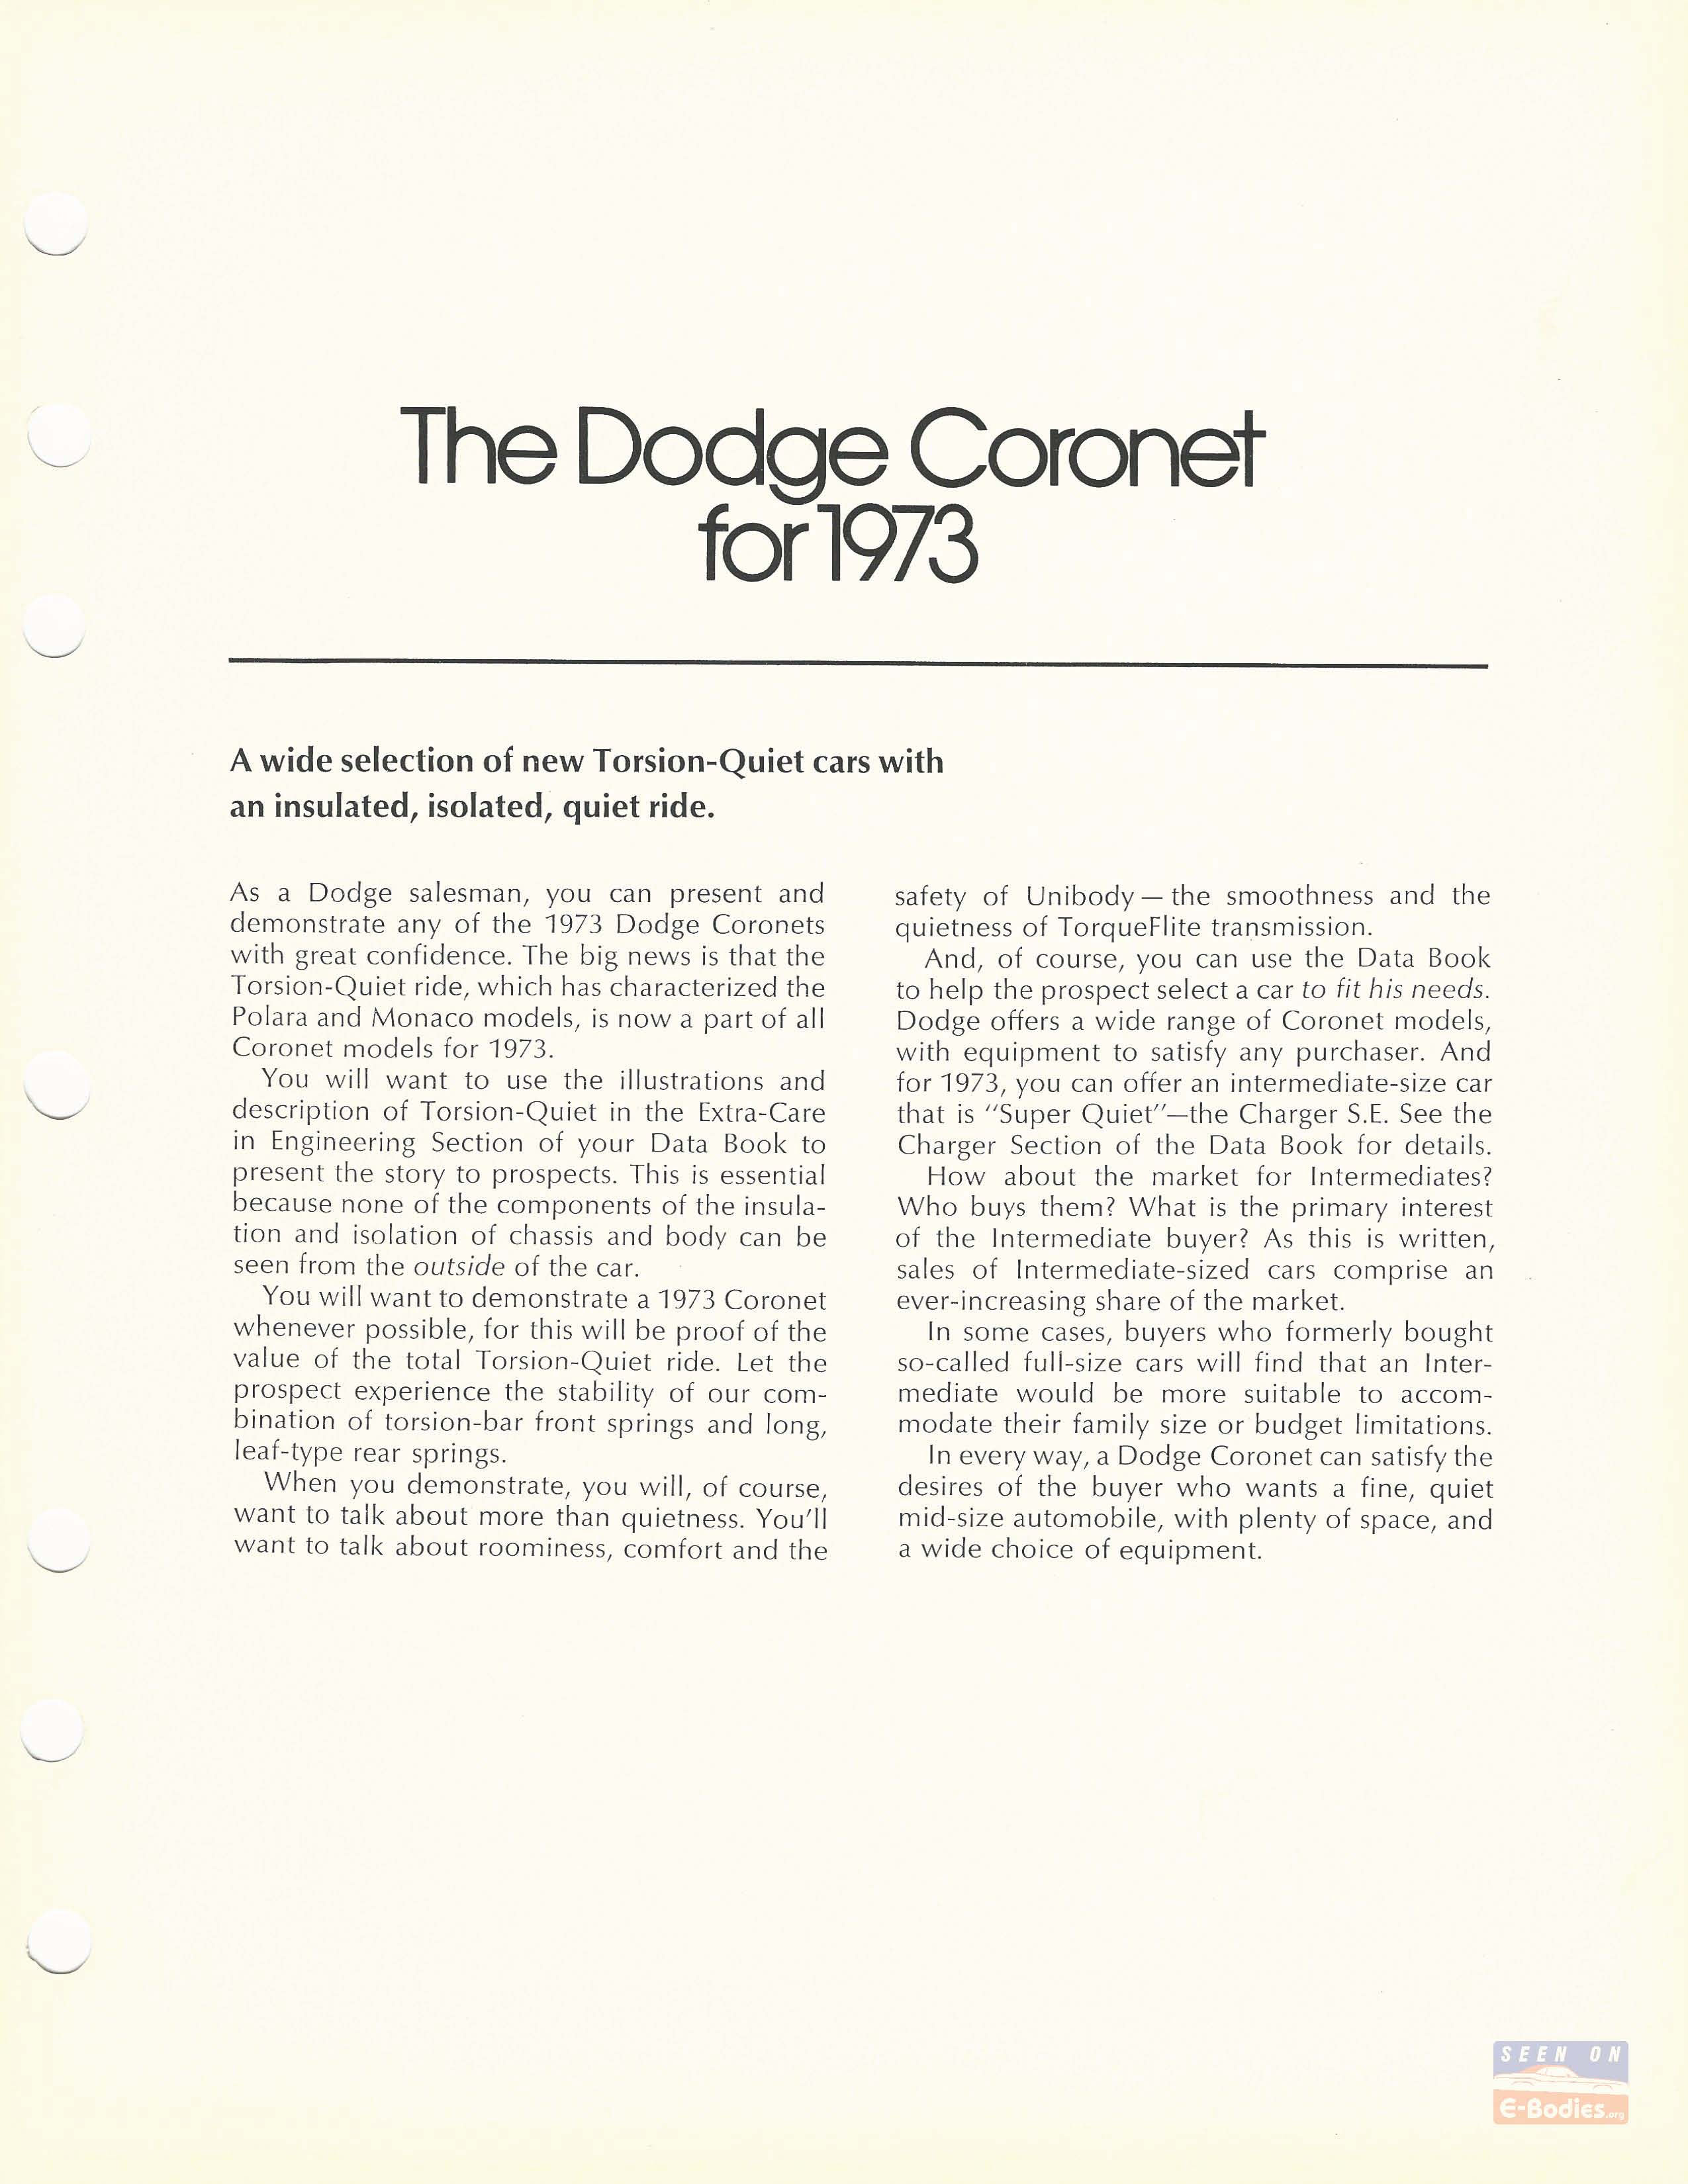 The Dodge Coronet
for 1973
A wide selection of new Torsion-Quiet cars with
an insulated, isolated, quiet ride.
As a Dodge salesman, you can present and
demonstrate any of the 1973 Dodge Coronets
with great confidence. The big news is that the
Torsion-Quiet ride, which has characterized the
Polara and Monaco models, is now a part of all
Coronet models for 1973.
You will want to use the illustrations and
description of Torsion-Quiet in the Extra-Care
in Engineering Section of your Data Book to
present the story to prospects. This is essential
because none of the components of the insula-
tion and isolation of chassis and body can be
seen from the outside of the car.
You will want to demonstrate a 1973 Coronet
whenever possible, for this will be proof of the
value of the total Torsion-Quiet ride. Let the
prospect experience the stability of our com-
bination of torsion-bar front springs and long,
leaf-type rear springs.
When you demonstrate, you will, of course,
want to talk about more than quietness. You'll
want to talk about roominess, comfort and the
safety of Unibody — the smoothness and the
quietness of TorqueFlite transmission.
And, of course, you can use the Data Book
to help the prospect select a car to fit his needs.
Dodge offers a wide range of Coronet models,
with equipment to satisfy any purchaser. And
for 1973, you can offer an intermediate-size car
that is "Super Quiet"—the Charger S.E. See the
Charger Section of the Data Book for details.
How about the market for Intermediates?
Who buys them? What is the primary interest
of the Intermediate buyer? As this is written,
sales of Intermediate-sized cars comprise an
ever-increasing share of the market.
In some cases, buyers who formerly bought
so-called full-size cars will find that an Inter-
mediate would be more suitable to accom-
modate their family size or budget limitations.
In every way, a Dodge Coronet can satisfy the
desires of the buyer who wants a fine, quiet
mid-size automobile, with plenty of space, and
a wide choice of equipment.
SEEN ON
E-Bodies.org